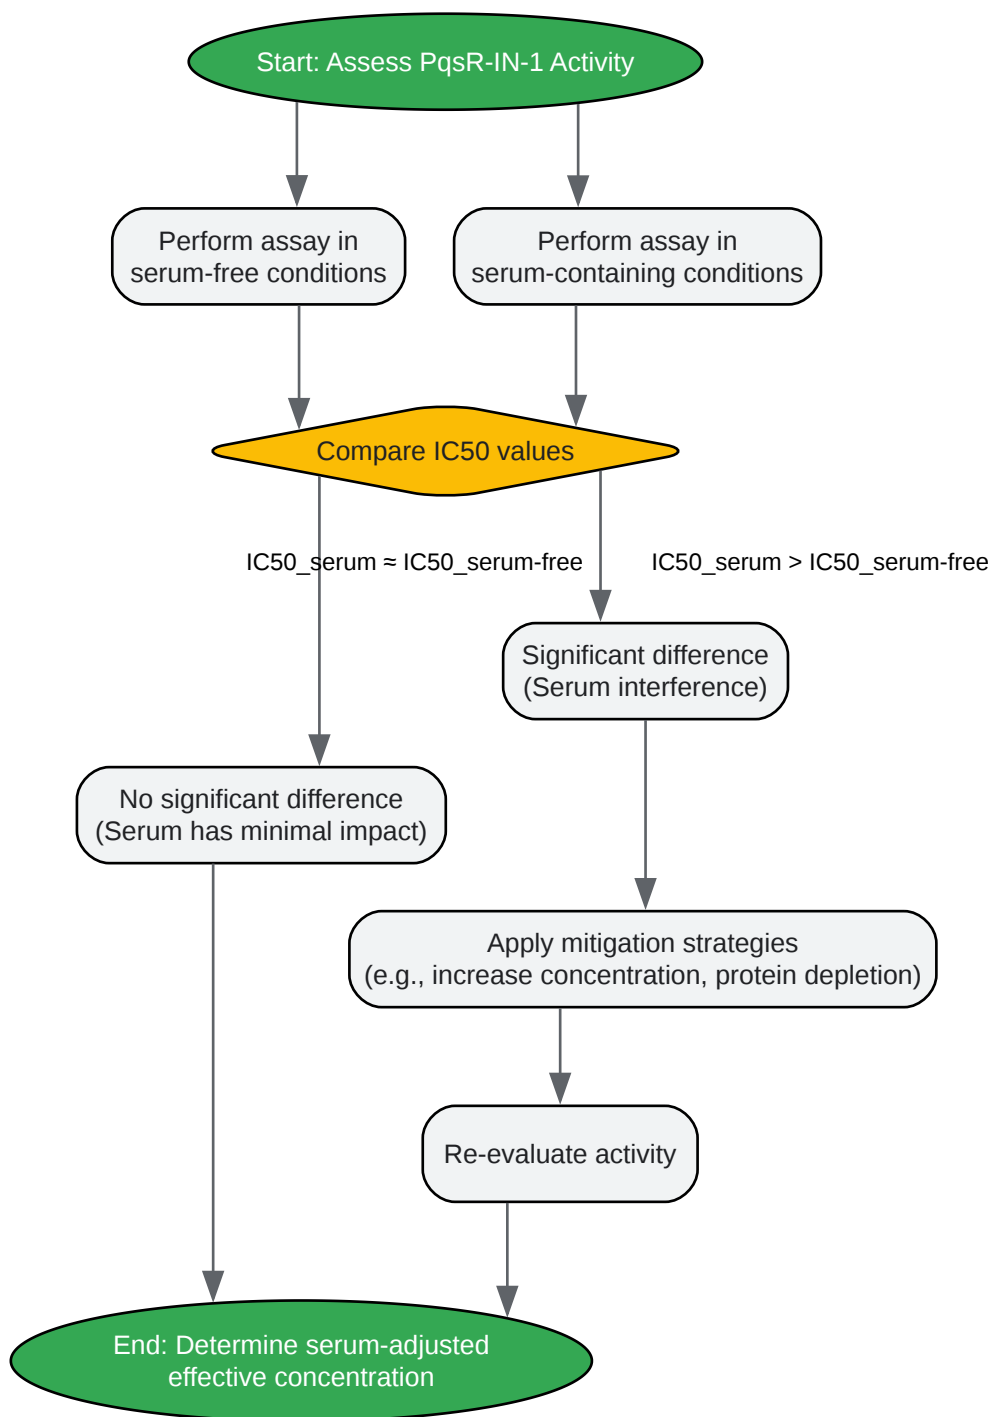 Start: Assess PqsR-IN-1 Activity
Perform assay in
serum-free conditions
Perform assay in
serum-containing conditions
Compare IC50 values
IC50_serum ≈ IC50_serum-free
IC50_serum > IC50_serum-free
Significant difference
(Serum interference)
No significant difference
(Serum has minimal impact)
Apply mitigation strategies
(e.g., increase concentration, protein depletion)
Re-evaluate activity
End: Determine serum-adjusted
effective concentration